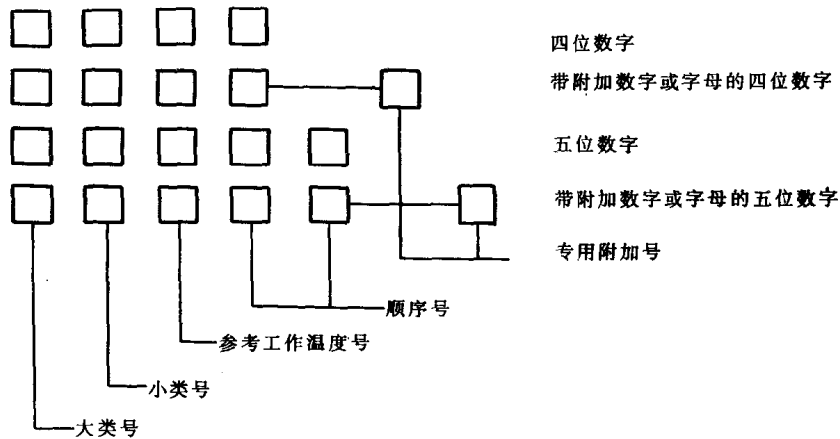 四位数字
带附加数字或字母的四位数字
五位数字
带附加数字或字母的五位数字
专用附加号
顺序号
参考工作温度号
小类号
大类号